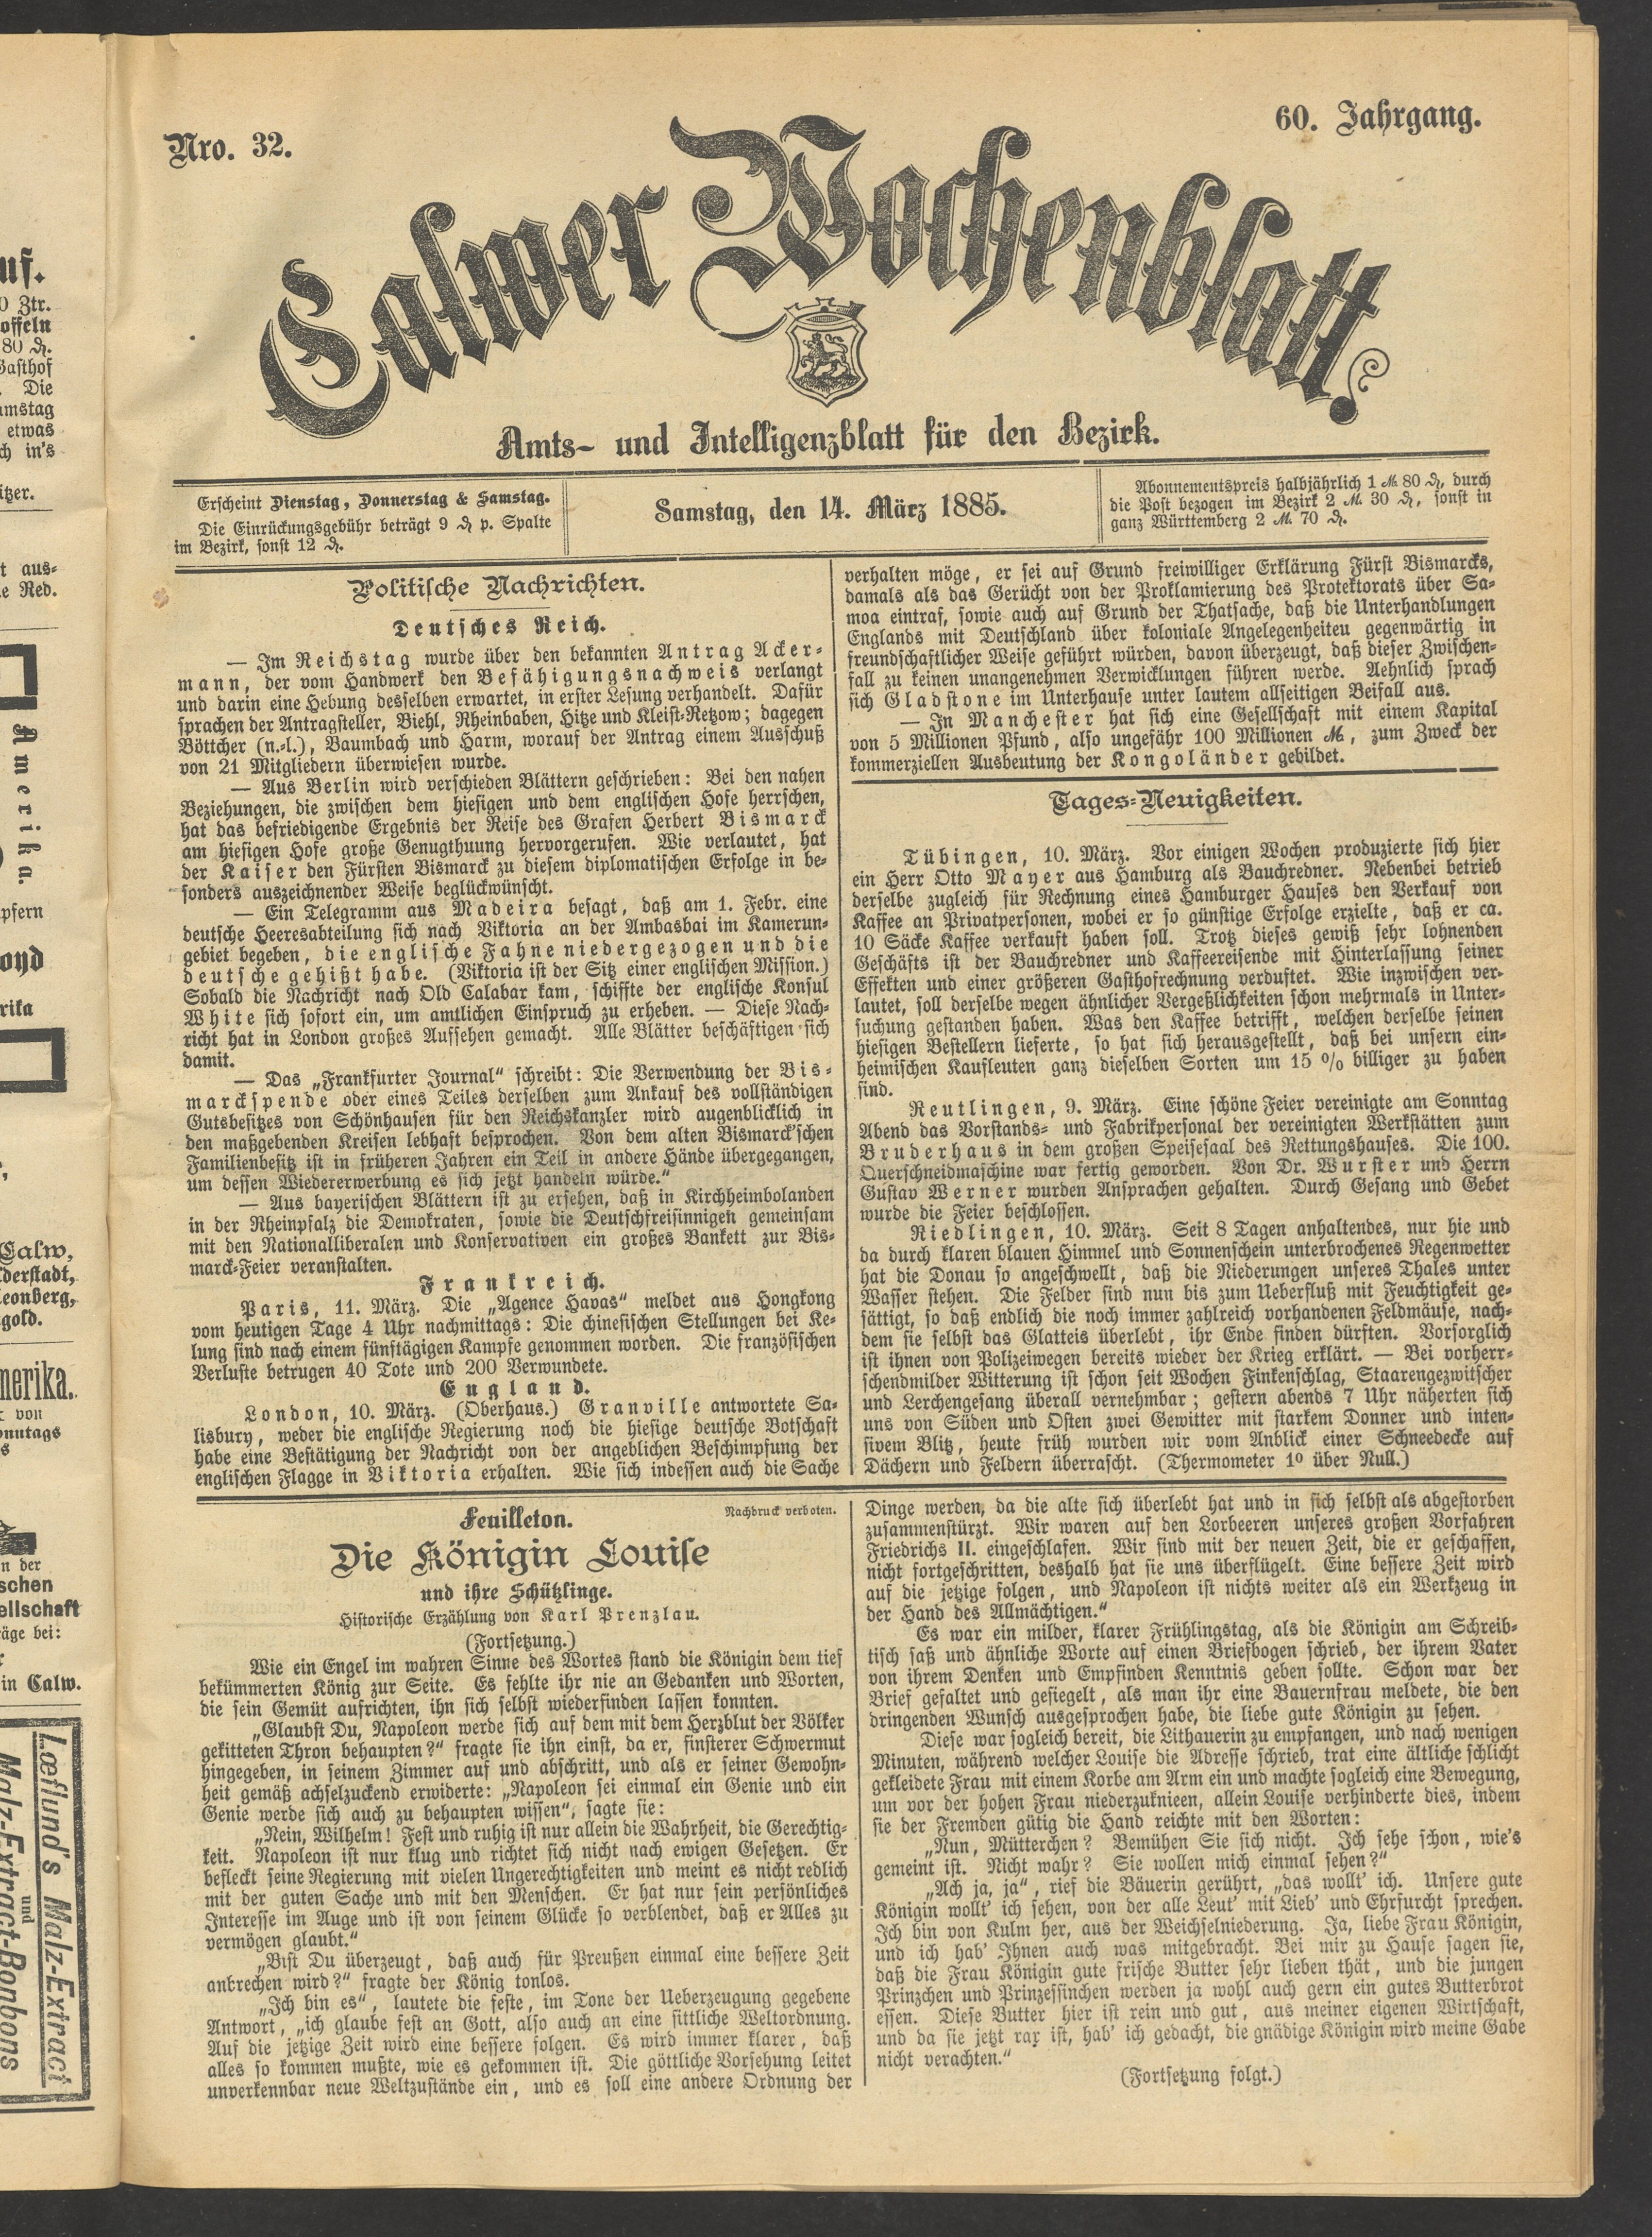 Nro. 32.
60. Jahrgang.
Calwer Wochenblatt.
Amts- und Intelligenzblatt für den Bezirk.
Erscheint Dienstag, Donnerstag & Samstag.
Die Einrückungsgebühr beträgt 9 ₰ p. Spalte
im Bezirk, sonst 12 ₰.
Samstag, den 14. März 1885.
Abonnementspreis halbjährlich 1 ℳ 80 ₰, durch
die Post bezogen im Bezirk 2 ℳ 30 ₰, sonst in
ganz Württemberg 2 ℳ 70 ₰.
Politische Nachrichten.
Deutsches Reich.
— Im Reichstag wurde über den bekannten Antrag Acker-
mann, der vom Handwerk den Befähigungsnachweis verlangt
und darin eine Hebung desselben erwartet, in erster Lesung verhandelt. Dafür
sprachen der Antragsteller, Biehl, Rheinbaben, Hitze und Kleist-Retzow; dagegen
Böttcher (n.-l.), Baumbach und Harm, worauf der Antrag einem Ausschuß
von 21 Mitgliedern überwiesen wurde.
— Aus Berlin wird verschieden Blättern geschrieben: Bei den nahen
Beziehungen, die zwischen dem hiesigen und dem englischen Hofe herrschen,
hat das befriedigende Ergebnis der Reise des Grafen Herbert Bismarck
am hiesigen Hofe große Genugthuung hervorgerufen. Wie verlautet, hat
der Kaiser den Fürsten Bismarck zu diesem diplomatischen Erfolge in be-
sonders auszeichnender Weise beglückwünscht.
— Ein Telegramm aus Madeira besagt, daß am 1. Febr. eine
deutsche Heeresabteilung sich nach Viktoria an der Ambasbai im Kamerun-
gebiet begeben, die englische Fahne niedergezogen und die
deutsche gehißt habe. (Viktoria ist der Sitz einer englischen Mission.)
Sobald die Nachricht nach Old Calabar kam, schiffte der englische Konsul
White sich sofort ein, um amtlichen Einspruch zu erheben. — Diese Nach-
richt hat in London großes Aufsehen gemacht. Alle Blätter beschäftigen sich
damit.
— Das „Frankfurter Journal“ schreibt: Die Verwendung der Bis-
marckspende oder eines Teiles derselben zum Ankauf des vollständigen
Gutsbesitzes von Schönhausen für den Reichskanzler wird augenblicklich in
den maßgebenden Kreisen lebhaft besprochen. Von dem alten Bismarck'schen
Familienbesitz ist in früheren Jahren ein Teil in andere Hände übergegangen,
um dessen Wiedererwerbung es sich jetzt handeln würde.“
— Aus bayerischen Blättern ist zu ersehen, daß in Kirchheimbolanden
in der Rheinpfalz die Demokraten, sowie die Deutschfreisinnigen gemeinsam
mit den Nationalliberalen und Konservativen ein großes Bankett zur Bis-
marck-Feier veranstalten.
Frankreich.
Paris, 11. März. Die „Agence Havas“ meldet aus Hongkong
vom heutigen Tage 4 Uhr nachmittags: Die chinesischen Stellungen bei Ke-
lung sind nach einem fünftägigen Kampfe genommen worden. Die französischen
Verluste betrugen 40 Tote und 200 Verwundete.
England.
London, 10. März. (Oberhaus.) Granville antwortete Sa-
lisbury, weder die englische Regierung noch die hiesige deutsche Botschaft
habe eine Bestätigung der Nachricht von der angeblichen Beschimpfung der
englischen Flagge in Viktoria erhalten. Wie sich indessen auch die Sache
verhalten möge, er sei auf Grund freiwilliger Erklärung Fürst Bismarcks,
damals als das Gerücht von der Proklamierung des Protektorats über Sa-
moa eintraf, sowie auch auf Grund der Thatsache, daß die Unterhandlungen
Englands mit Deutschland über koloniale Angelegenheiteu gegenwärtig in
freundschaftlicher Weise geführt würden, davon überzeugt, daß dieser Zwischen-
fall zu keinen unangenehmen Verwicklungen führen werde. Aehnlich sprach
sich Gladstone im Unterhause unter lautem allseitigen Beifall aus.
— In Manchester hat sich eine Gesellschaft mit einem Kapital
von 5 Millionen Pfund, also ungefähr 100 Millionen ℳ, zum Zweck der
kommerziellen Ausbeutung der Kongoländer gebildet.
Tages-Neuigkeiten.
Tübingen, 10. März. Vor einigen Wochen produzierte sich hier
ein Herr Otto Mayer aus Hamburg als Bauchredner. Nebenbei betrieb
derselbe zugleich für Rechnung eines Hamburger Hauses den Verkauf von
Kaffee an Privatpersonen, wobei er so günstige Erfolge erzielte, daß er ca.
10 Säcke Kaffee verkauft haben soll. Trotz dieses gewiß sehr lohnenden
Geschäfts ist der Bauchredner und Kaffeereisende mit Hinterlassung seiner
Effekten und einer größeren Gasthofrechnung verduftet. Wie inzwischen ver-
lautet, soll derselbe wegen ähnlicher Vergeßlichkeiten schon mehrmals in Unter-
suchung gestanden haben. Was den Kaffee betrifft, welchen derselbe seinen
hiesigen Bestellern lieferte, so hat sich herausgestellt, daß bei unsern ein-
heimischen Kaufleuten ganz dieselben Sorten um 15 % billiger zu haben
sind.
Reutlingen, 9. März. Eine schöne Feier vereinigte am Sonntag
Abend das Vorstands- und Fabrikpersonal der vereinigten Werkstätten zum
Bruderhaus in dem großen Speisesaal des Rettungshauses. Die 100.
Querschneidmaschine war fertig geworden. Von Dr. Wurster und Herrn
Gustav Werner wurden Ansprachen gehalten. Durch Gesang und Gebet
wurde die Feier beschlossen.
Riedlingen, 10. März. Seit 8 Tagen anhaltendes, nur hie und
da durch klaren blauen Himmel und Sonnenschein unterbrochenes Regenwetter
hat die Donau so angeschwellt, daß die Niederungen unseres Thales unter
Wasser stehen. Die Felder sind nun bis zum Ueberfluß mit Feuchtigkeit ge-
sättigt, so daß endlich die noch immer zahlreich vorhandenen Feldmäuse, nach-
dem sie selbst das Glatteis überlebt, ihr Ende finden dürften. Vorsorglich
ist ihnen von Polizeiwegen bereits wieder der Krieg erklärt. — Bei vorherr-
schendmilder Witterung ist schon seit Wochen Finkenschlag, Staarengezwitscher
und Lerchengesang überall vernehmbar; gestern abends 7 Uhr näherten sich
uns von Süden und Osten zwei Gewitter mit starkem Donner und inten-
sivem Blitz, heute früh wurden wir vom Anblick einer Schneedecke auf
Dächern und Feldern überrascht. (Thermometer 1⁰ über Null.)
Feuilleton.
Nachdruck verboten.
Die Königin Louise
und ihre Schützlinge.
Historische Erzählung von Karl Prenzlau.
(Fortsetzung.)
Wie ein Engel im wahren Sinne des Wortes stand die Königin dem tief
bekümmerten König zur Seite. Es fehlte ihr nie an Gedanken und Worten,
die sein Gemüt aufrichten, ihn sich selbst wiederfinden lassen konnten.
„Glaubst Du, Napoleon werde sich auf dem mit dem Herzblut der Völker
gekitteten Thron behaupten?“ fragte sie ihn einst, da er, finsterer Schwermut
hingegeben, in seinem Zimmer auf und abschritt, und als er seiner Gewohn-
heit gemäß achselzuckend erwiderte: „Napoleon sei einmal ein Genie und ein
Genie werde sich auch zu behaupten wissen“, sagte sie:
„Nein, Wilhelm! Fest und ruhig ist nur allein die Wahrheit, die Gerechtig-
keit. Napoleon ist nur klug und richtet sich nicht nach ewigen Gesetzen. Er
befleckt seine Regierung mit vielen Ungerechtigkeiten und meint es nicht redlich
mit der guten Sache und mit den Menschen. Er hat nur sein persönliches
Interesse im Auge und ist von seinem Glücke so verblendet, daß er Alles zu
vermögen glaubt.“
„Bist Du überzeugt, daß auch für Preußen einmal eine bessere Zeit
anbrechen wird?“ fragte der König tonlos.
„Ich bin es“, lautete die feste, im Tone der Ueberzeugung gegebene
Antwort, „ich glaube fest an Gott, also auch an eine sittliche Weltordnung.
Auf die jetzige Zeit wird eine bessere folgen. Es wird immer klarer, daß
alles so kommen mußte, wie es gekommen ist. Die göttliche Vorsehung leitet
unverkennbar neue Weltzustände ein, und es soll eine andere Ordnung der
Dinge werden, da die alte sich überlebt hat und in sich selbst als abgestorben
zusammenstürzt. Wir waren auf den Lorbeeren unseres großen Vorfahren
Friedrichs II. eingeschlafen. Wir sind mit der neuen Zeit, die er geschaffen,
nicht fortgeschritten, deshalb hat sie uns überflügelt. Eine bessere Zeit wird
auf die jetzige folgen, und Napoleon ist nichts weiter als ein Werkzeug in
der Hand des Allmächtigen.“
Es war ein milder, klarer Frühlingstag, als die Königin am Schreib-
tisch saß und ähnliche Worte auf einen Briefbogen schrieb, der ihrem Vater
von ihrem Denken und Empfinden Kenntnis geben sollte. Schon war der
Brief gefaltet und gesiegelt, als man ihr eine Bauernfrau meldete, die den
dringenden Wunsch ausgesprochen habe, die liebe gute Königin zu sehen.
Diese war sogleich bereit, die Lithauerin zu empfangen, und nach wenigen
Minuten, während welcher Louise die Adresse schrieb, trat eine ältliche schlicht
gekleidete Frau mit einem Korbe am Arm ein und machte sogleich eine Bewegung,
um vor der hohen Frau niederzuknieen, allein Louise verhinderte dies, indem
sie der Fremden gütig die Hand reichte mit den Worten:
„Nun, Mütterchen? Bemühen Sie sich nicht. Ich sehe schon, wie's
gemeint ist. Nicht wahr? Sie wollen mich einmal sehen?“
„Ach ja, ja“, rief die Bäuerin gerührt, „das wollt' ich. Unsere gute
Königin wollt' ich sehen, von der alle Leut' mit Lieb' und Ehrfurcht sprechen.
Ich bin von Kulm her, aus der Weichselniederung. Ja, liebe Frau Königin,
und ich hab' Ihnen auch was mitgebracht. Bei mir zu Hause sagen sie,
daß die Frau Königin gute frische Butter sehr lieben thät, und die jungen
Prinzchen und Prinzessinchen werden ja wohl auch gern ein gutes Butterbrot
essen. Diese Butter hier ist rein und gut, aus meiner eigenen Wirtschaft,
und da sie jetzt rar ist, hab' ich gedacht, die gnädige Königin wird meine Gabe
nicht verachten.“
(Fortsetzung folgt.)
uf.
0 Ztr.
offeln
80 ₰.
Gasthof
. Die
amstag
etwas
ch in's
itzer.
t aus-
e Red.
Amerika.
pfern
oyd
rika
Calw,
derstadt,
eonberg,
gold.
merika.
von
onntags
s
n der
schen
ellschaft
räge bei:
in Calw.
Lœflund's Malz-Extract
und
Malz-Extract-Bonbons